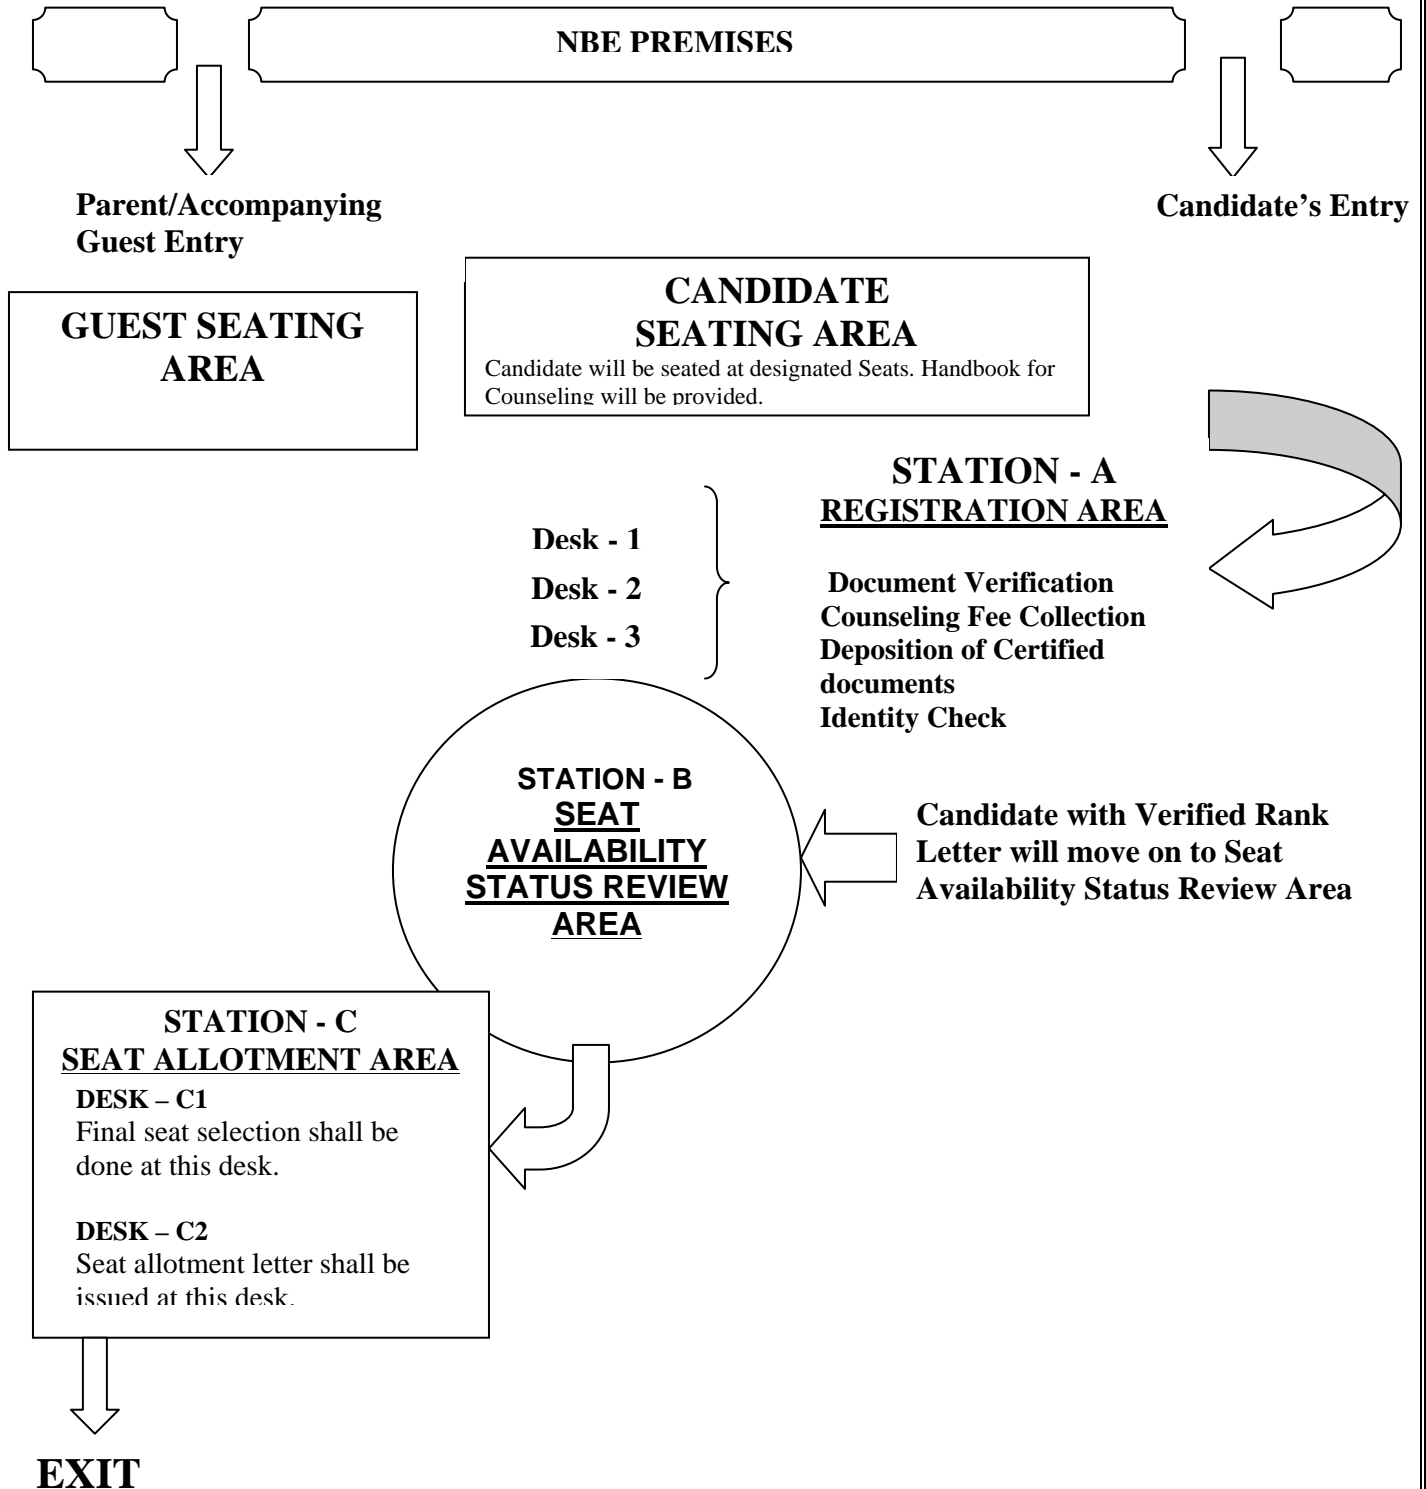 NBE PREMISES
Parent/Accompanying
Guest Entry
Candidate’s Entry
GUEST SEATING
AREA
CANDIDATE
SEATING AREA
Candidate will be seated at designated Seats. Handbook for
Counseling will be provided.
STATION - A
REGISTRATION AREA
Desk - 1
Desk - 2
Desk - 3
Document Verification
Counseling Fee Collection
Deposition of Certified
documents
Identity Check
STATION - B
SEAT
AVAILABILITY
STATUS REVIEW
AREA
Candidate with Verified Rank
Letter will move on to Seat
Availability Status Review Area
STATION - C
SEAT ALLOTMENT AREA
DESK – C1
Final seat selection shall be
done at this desk.
DESK – C2
Seat allotment letter shall be
issued at this desk.
EXIT